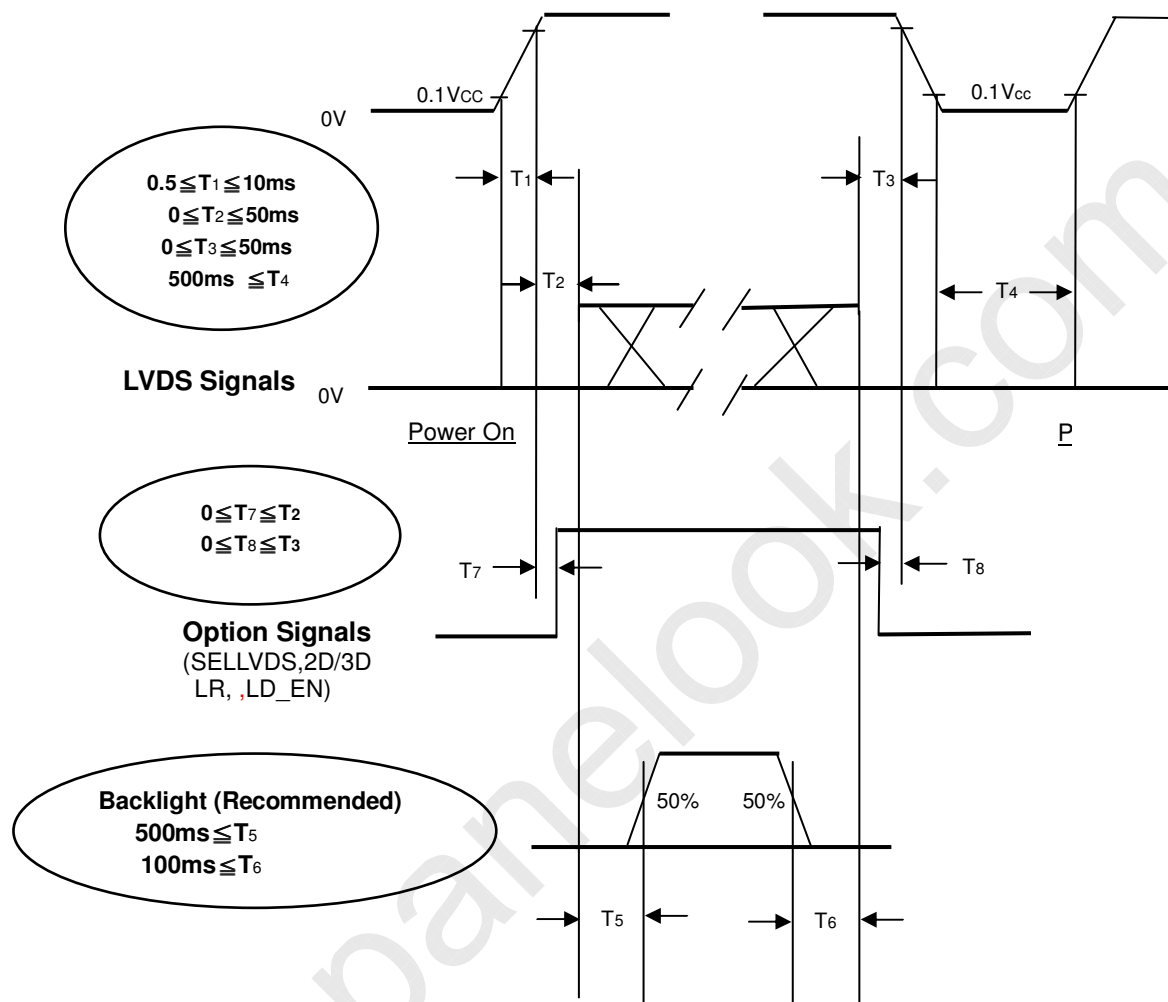 0.1Vcc
0.1Vcc
0V
0.5≦T1≦10ms
0≦T2≦50ms
0≦T3≦50ms
500ms ≦T4
T1
T3
T2
T4
LVDS Signals
0V
Power On
P
0≦T7≦T2
0≦T8≦T3
T7
T8
Option Signals
(SELLVDS,2D/3D
LR, ,LD_EN)
Backlight (Recommended)
500ms≦T5
100ms≦T6
50%
50%
T5
T6
panelook.com